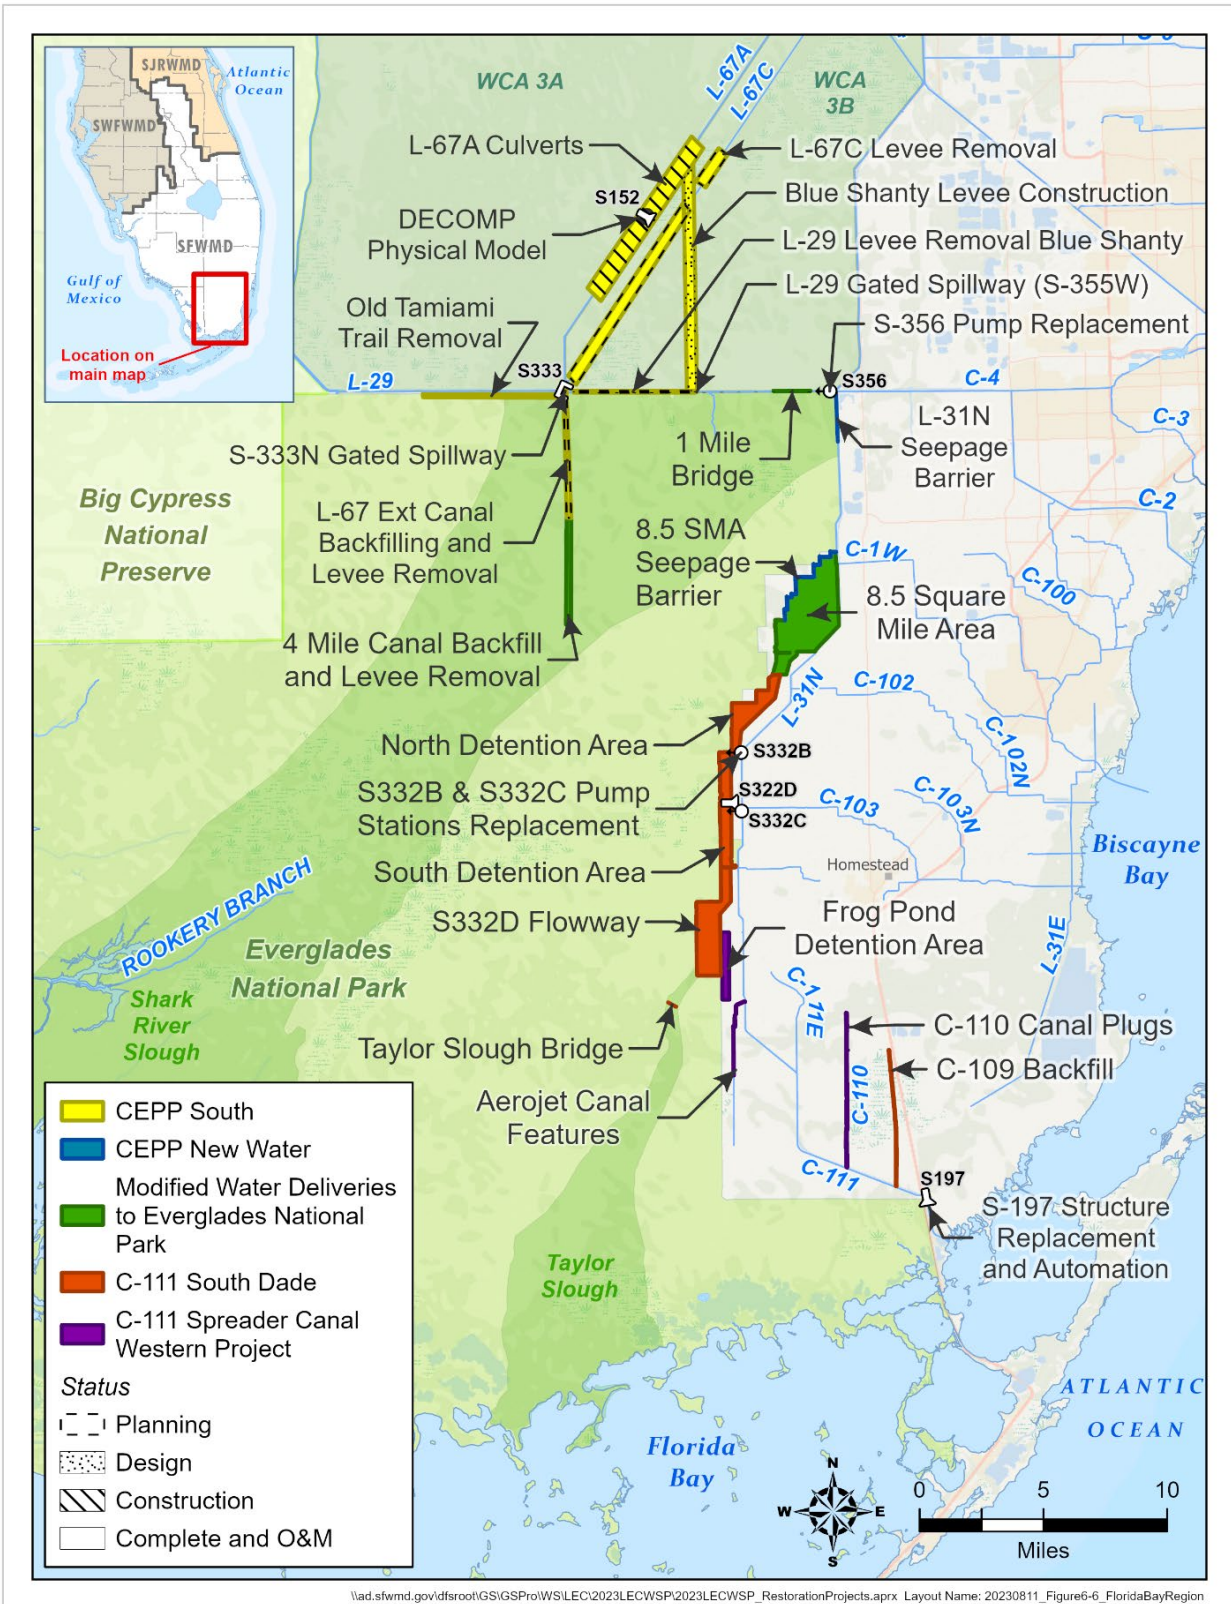 SJRWMD
Atlantic
Ocean
SWFWMD
SFWMD
Gulf of
Mexico
Location on
main map
WCA 3A
L-67A
L-67C
WCA
3B
L-67A Culverts
L-67C Levee Removal
S152
Blue Shanty Levee Construction
DECOMP
Physical Model
L-29 Levee Removal Blue Shanty
L-29 Gated Spillway (S-355W)
Old Tamiami
Trail Removal
S-356 Pump Replacement
S333
L-29
S356
C-4
C-3
1 Mile
Bridge
L-31N
Seepage
Barrier
S-333N Gated Spillway
C-2
Big Cypress
National
Preserve
L-67 Ext Canal
Backfilling and
Levee Removal
8.5 SMA
Seepage
Barrier
C-1W
C-100
8.5 Square
Mile Area
4 Mile Canal Backfill
and Levee Removal
L-31N
C-102
C-102N
North Detention Area
S332B
S332B & S332C Pump
Stations Replacement
S322D
S332C
C-103
C-103N
Biscayne
Bay
Homestead
South Detention Area
ROOKERY BRANCH
S332D Flowway
Frog Pond
Detention Area
L-31E
Everglades
National Park
Shark
River
Slough
C-111E
Taylor Slough Bridge
C-110 Canal Plugs
C-109 Backfill
C-110
Aerojet Canal
Features
C-111
S197
S-197 Structure
Replacement
and Automation
Taylor
Slough
CEPP South
CEPP New Water
Modified Water Deliveries
to Everglades National
Park
C-111 South Dade
C-111 Spreader Canal
Western Project
Status
Planning
Design
Construction
Complete and O&M
ATLANTIC
OCEAN
Florida
Bay
N
W
E
S
0 5 10
Miles
\\ad.sfwmd.gov\dfsroot\GS\GSPro\WS\LEC\2023LECWSP\2023LECWSP_RestorationProjects.aprx Layout Name: 20230811_Figure6-6_FloridaBayRegion